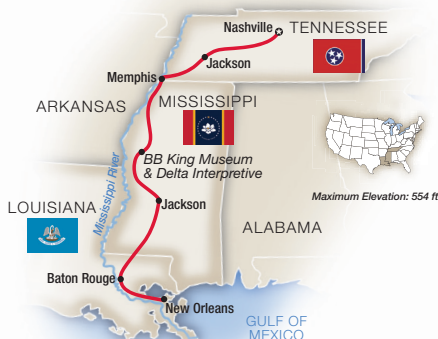 Nashville
TENNESSEE
Jackson
Memphis
ARKANSAS
MISSISSIPPI
BB King Museum
& Delta Interpretive
Mississippi River
Maximum Elevation: 554 ft
LOUISIANA
Jackson
ALABAMA
Baton Rouge
New Orleans
GULF OF
MEXICO